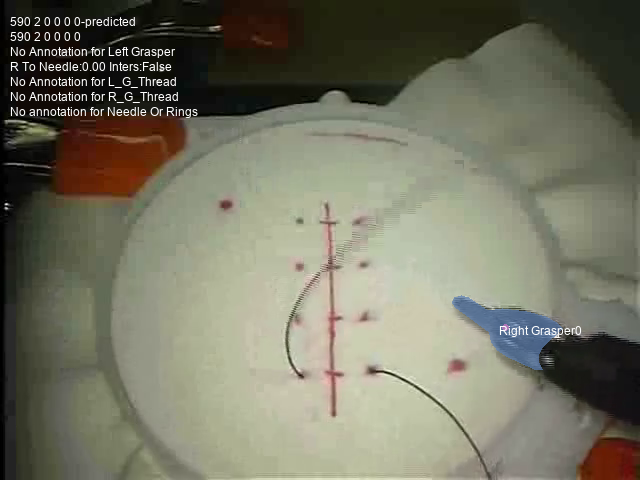 590 2 0 0 0 0-predicted
590 2 0 0 0 0
No Annotation for Left Grasper
R To Needle:0.00 Inters:False
No Annotation for L_G_Thread
No Annotation for R_G_Thread
No annotation for Needle Or Rings
Right Grasper0